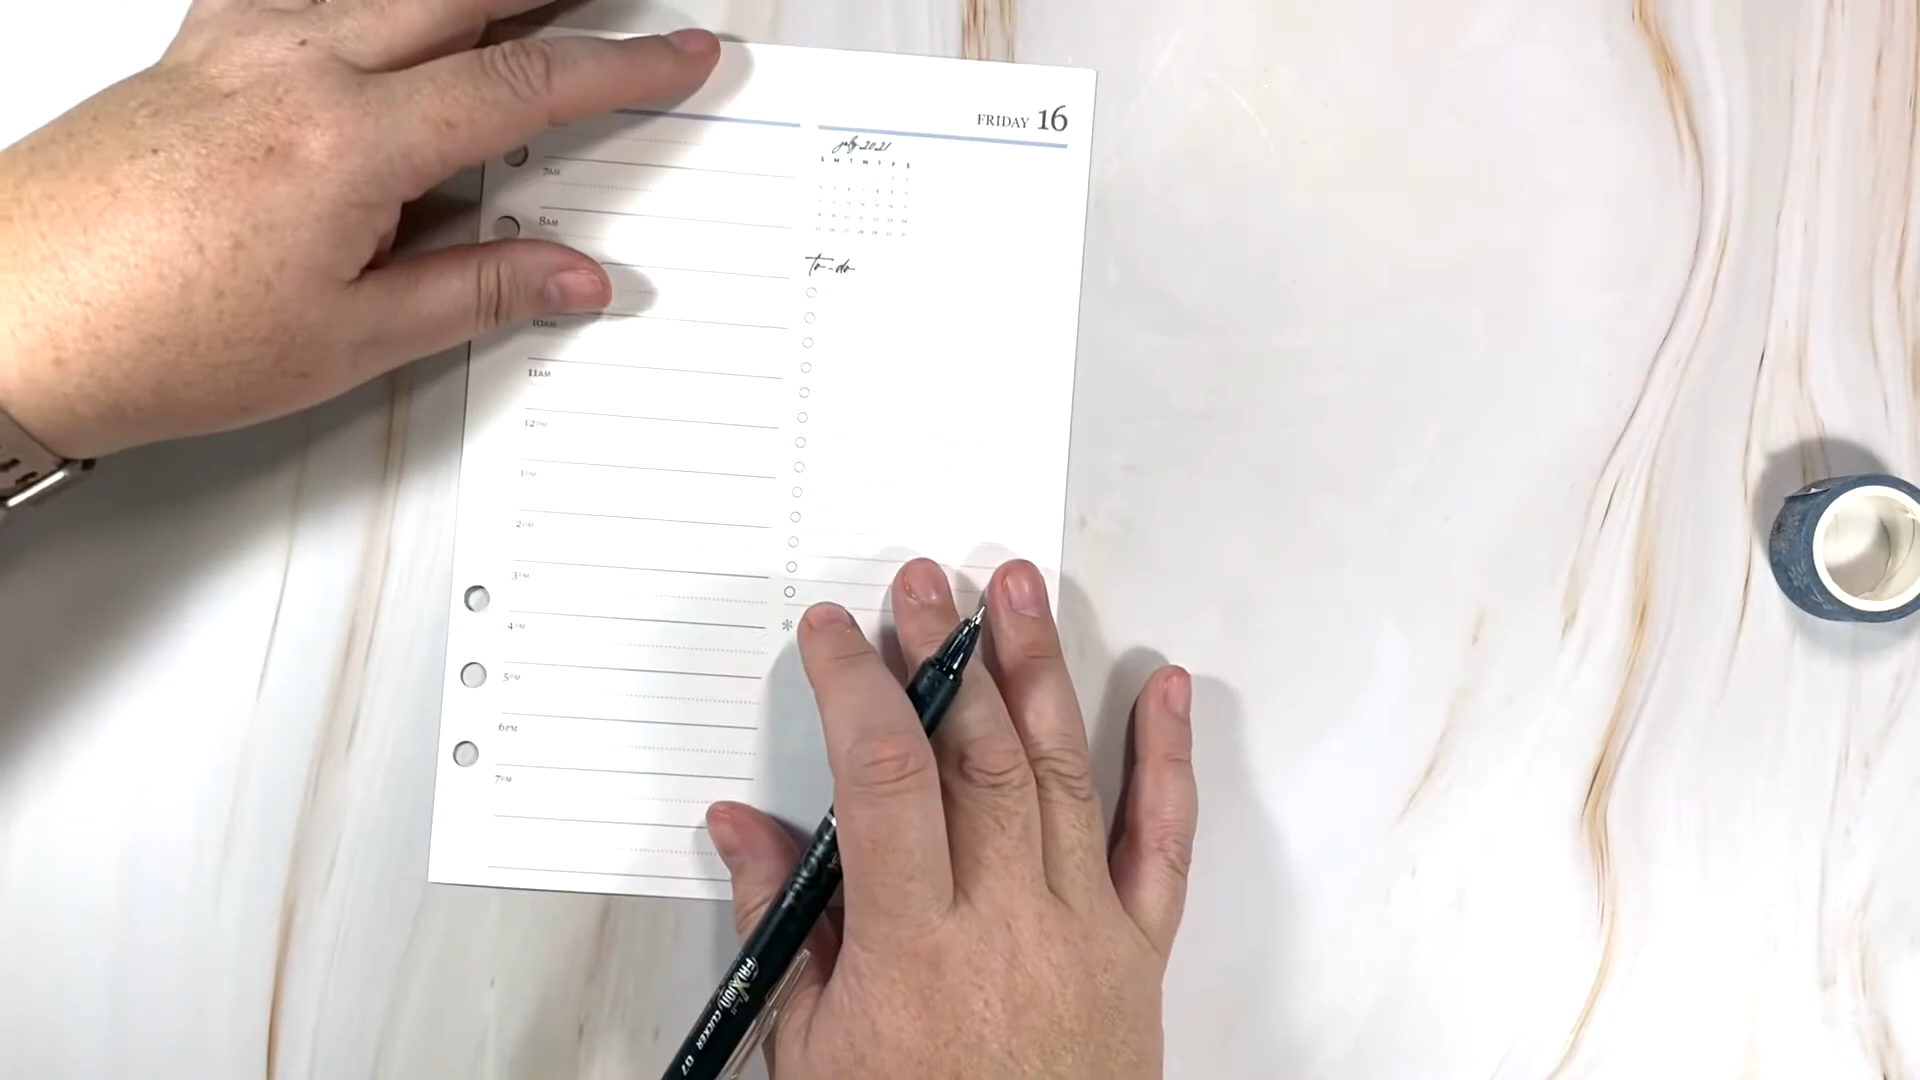 FRIDAY 16
july 2021
S M T W T F S
to-do
7AM
8AM
10AM
11AM
12PM
1PM
2PM
3PM
4PM
5PM
6PM
7PM
*
FRIXION CLICKER 07